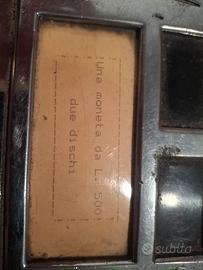 Una moneta da L. 500
due dischi
subito